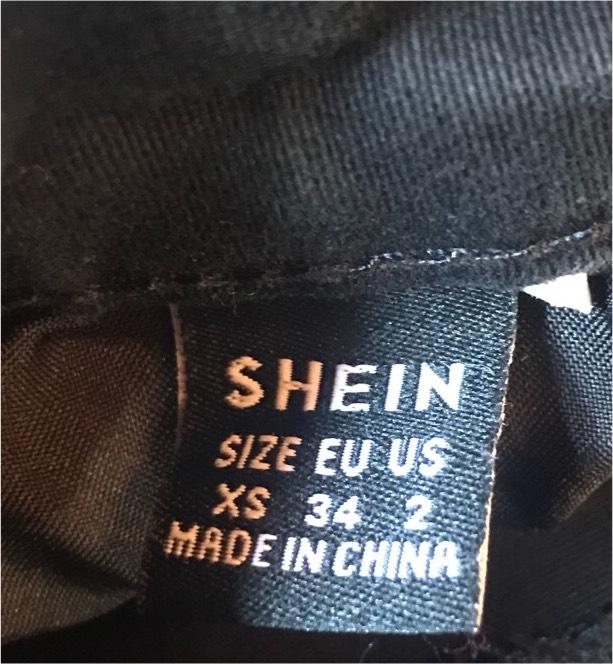 SHEIN
SIZE EU US
XS 34 2
MADE IN CHINA